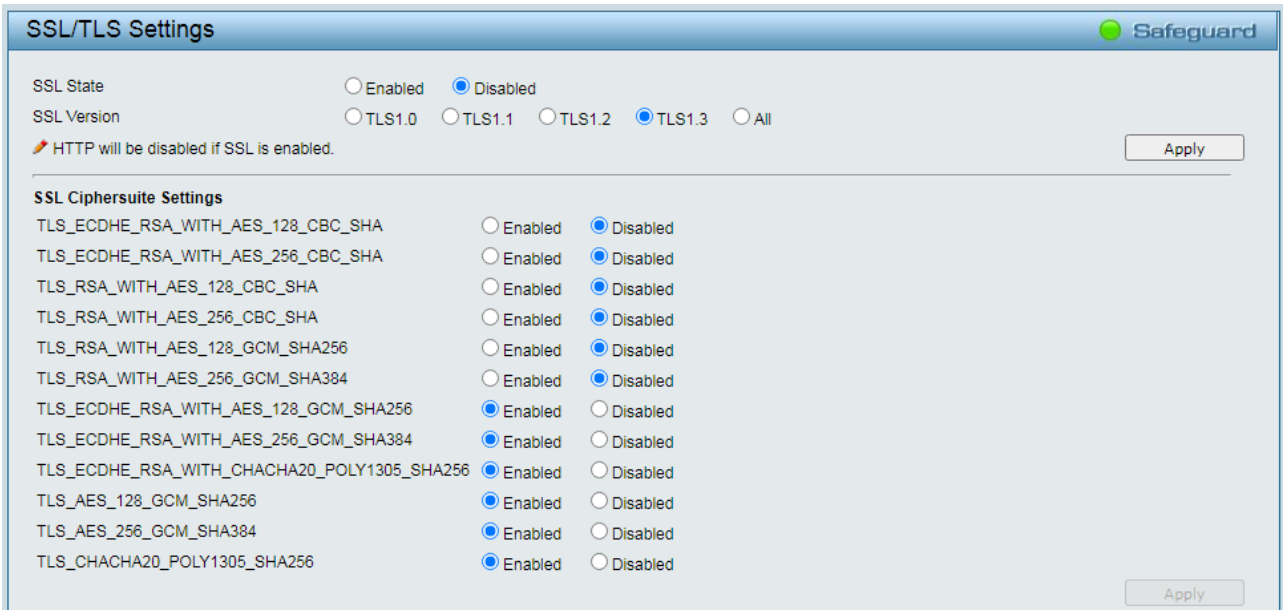 SSL/TLS Settings Safeguard
SSL State Enabled Disabled
SSL Version TLS1.0 TLS1.1 TLS1.2 TLS1.3 All
HTTP will be disabled if SSL is enabled. Apply
SSL Ciphersuite Settings
TLS_ECDHE_RSA_WITH_AES_128_CBC_SHA Enabled Disabled
TLS_ECDHE_RSA_WITH_AES_256_CBC_SHA Enabled Disabled
TLS_RSA_WITH_AES_128_CBC_SHA Enabled Disabled
TLS_RSA_WITH_AES_256_CBC_SHA Enabled Disabled
TLS_RSA_WITH_AES_128_GCM_SHA256 Enabled Disabled
TLS_RSA_WITH_AES_256_GCM_SHA384 Enabled Disabled
TLS_ECDHE_RSA_WITH_AES_128_GCM_SHA256 Enabled Disabled
TLS_ECDHE_RSA_WITH_AES_256_GCM_SHA384 Enabled Disabled
TLS_ECDHE_RSA_WITH_CHACHA20_POLY1305_SHA256 Enabled Disabled
TLS_AES_128_GCM_SHA256 Enabled Disabled
TLS_AES_256_GCM_SHA384 Enabled Disabled
TLS_CHACHA20_POLY1305_SHA256 Enabled Disabled
Apply